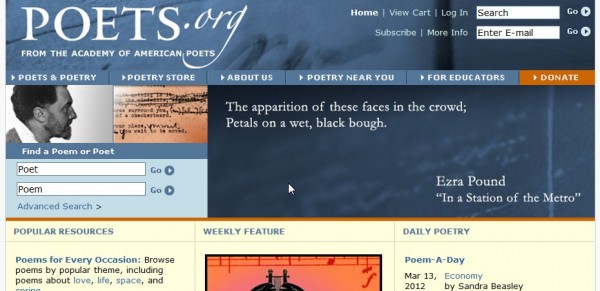 POETS.org
FROM THE ACADEMY OF AMERICAN POETS
Home | View Cart | Log In
Search
Go
Subscribe | More Info
Enter E-mail
Go
POETS & POETRY
POETRY STORE
ABOUT US
POETRY NEAR YOU
FOR EDUCATORS
DONATE
Find a Poem or Poet
Poet
Go
Poem
Go
Advanced Search >
The apparition of these faces in the crowd;
Petals on a wet, black bough.
Ezra Pound
“In a Station of the Metro”
POPULAR RESOURCES
Poems for Every Occasion: Browse
poems by popular theme, including
poems about love, life, space, and
spring
WEEKLY FEATURE
DAILY POETRY
Poem-A-Day
Mar 13,
2012
Economy
by Sandra Beasley